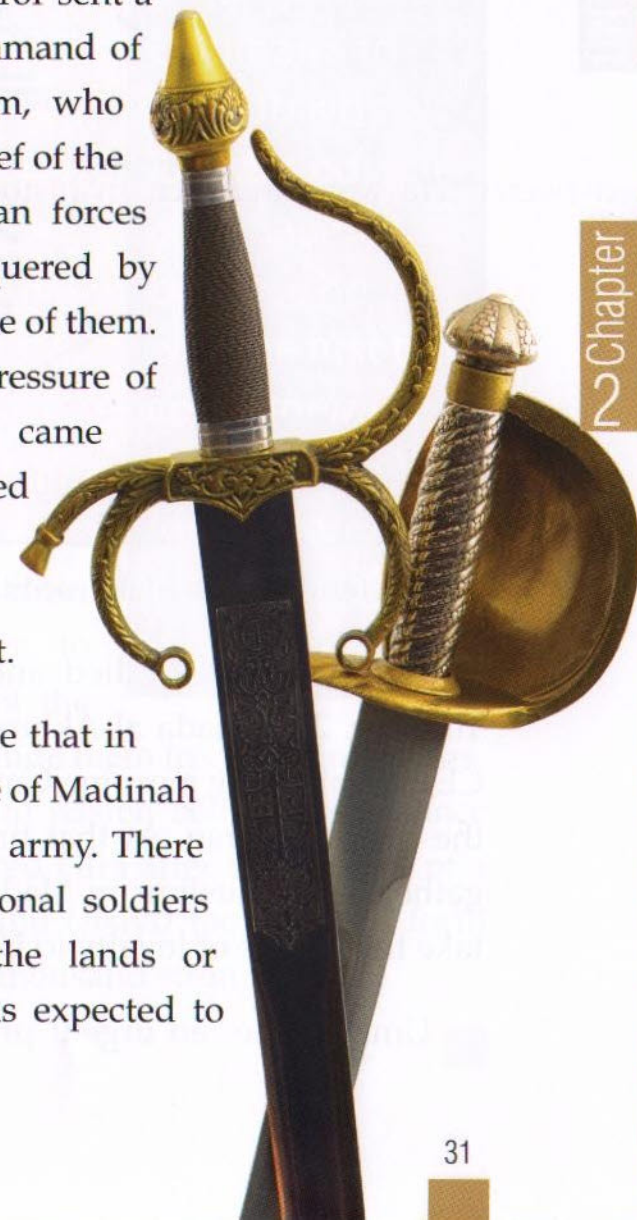 mmand of
m, who
ef of the
an forces
uered by
e of them.
ressure of
came
ed
t.
e that in
e of Madinah
army. There
onal soldiers
the lands or
s expected to
2 Chapter
31